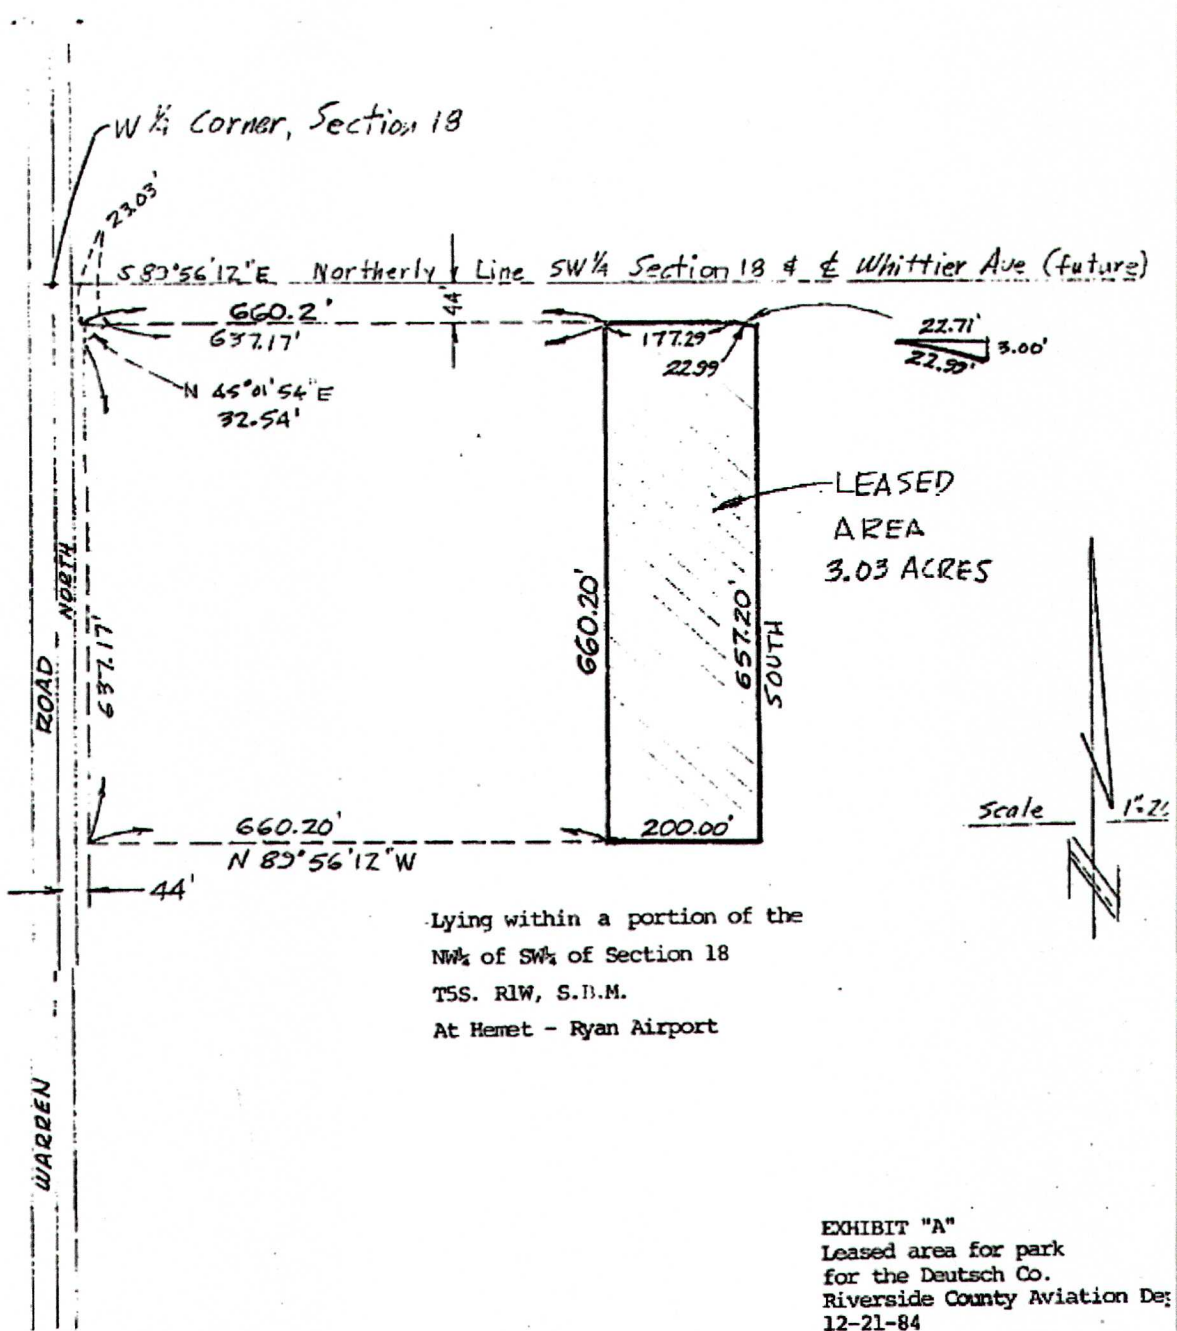 W ¼ Corner, Section 18
23.03'
S 89°56'12"E Northerly Line SW ¼ Section 18 & ℄ Whittier Ave (future)
44'
660.2'
637.17'
177.29'
22.99'
22.71'
3.00'
22.99'
N 45°01'54"E
32.54'
LEASED
AREA
3.03 ACRES
NORTH
637.17'
660.20'
657.20'
SOUTH
ROAD
Scale 1"=
660.20'
N 89°56'12"W
200.00'
44'
Lying within a portion of the
NW¼ of SW¼ of Section 18
T5S. R1W, S.B.M.
At Hemet - Ryan Airport
WARREN
EXHIBIT "A"
Leased area for park
for the Deutsch Co.
Riverside County Aviation
12-21-84